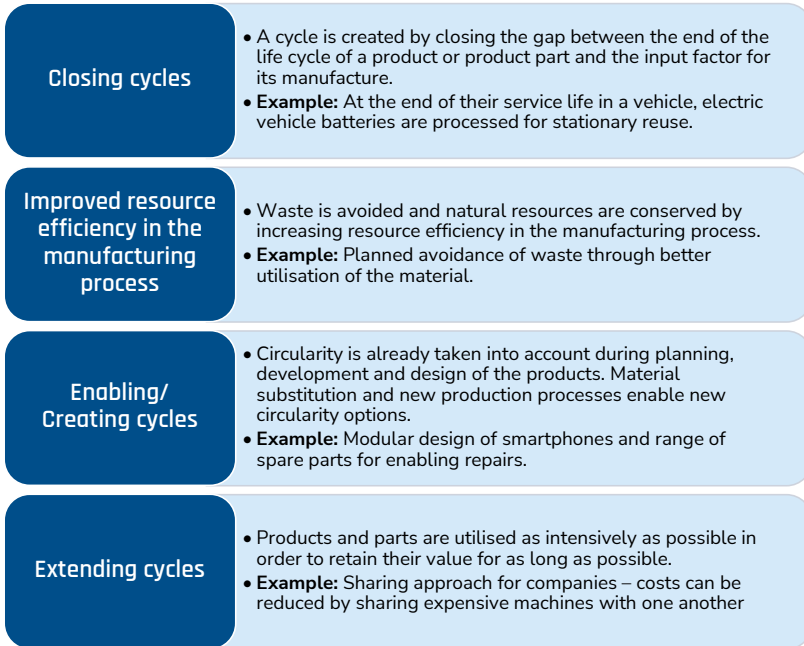 Closing cycles
• A cycle is created by closing the gap between the end of the
life cycle of a product or product part and the input factor for
its manufacture.
• Example: At the end of their service life in a vehicle, electric
vehicle batteries are processed for stationary reuse.
Improved resource
efficiency in the
manufacturing
process
• Waste is avoided and natural resources are conserved by
increasing resource efficiency in the manufacturing process.
• Example: Planned avoidance of waste through better
utilisation of the material.
Enabling/
Creating cycles
• Circularity is already taken into account during planning,
development and design of the products. Material
substitution and new production processes enable new
circularity options.
• Example: Modular design of smartphones and range of
spare parts for enabling repairs.
Extending cycles
• Products and parts are utilised as intensively as possible in
order to retain their value for as long as possible.
• Example: Sharing approach for companies – costs can be
reduced by sharing expensive machines with one another